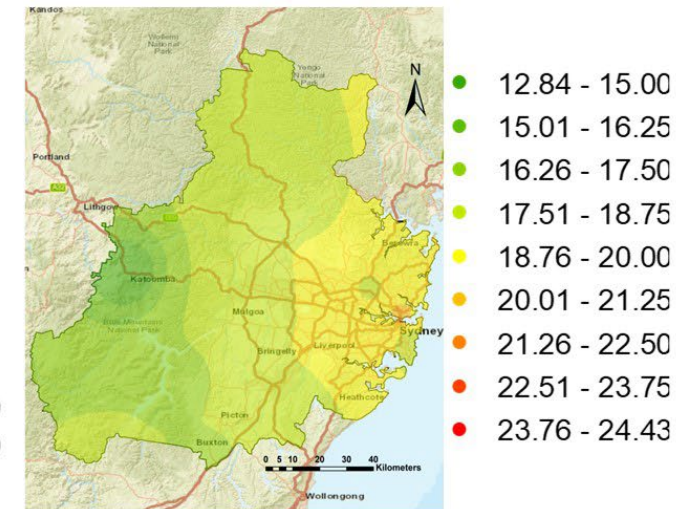 Kandos
Wollemi
National
Park
Yengo
National
Park
N
Portland
A32
Lithgow
Katoomba
Blue Mountains
National Park
Mulgoa
Bringelly
Liverpool
Berowra
Sydney
Heathcote
Picton
Buxton
0 5 10 20 30 40
Kilometers
Wollongong
12.84 - 15.00
15.01 - 16.25
16.26 - 17.50
17.51 - 18.75
18.76 - 20.00
20.01 - 21.25
21.26 - 22.50
22.51 - 23.75
23.76 - 24.43